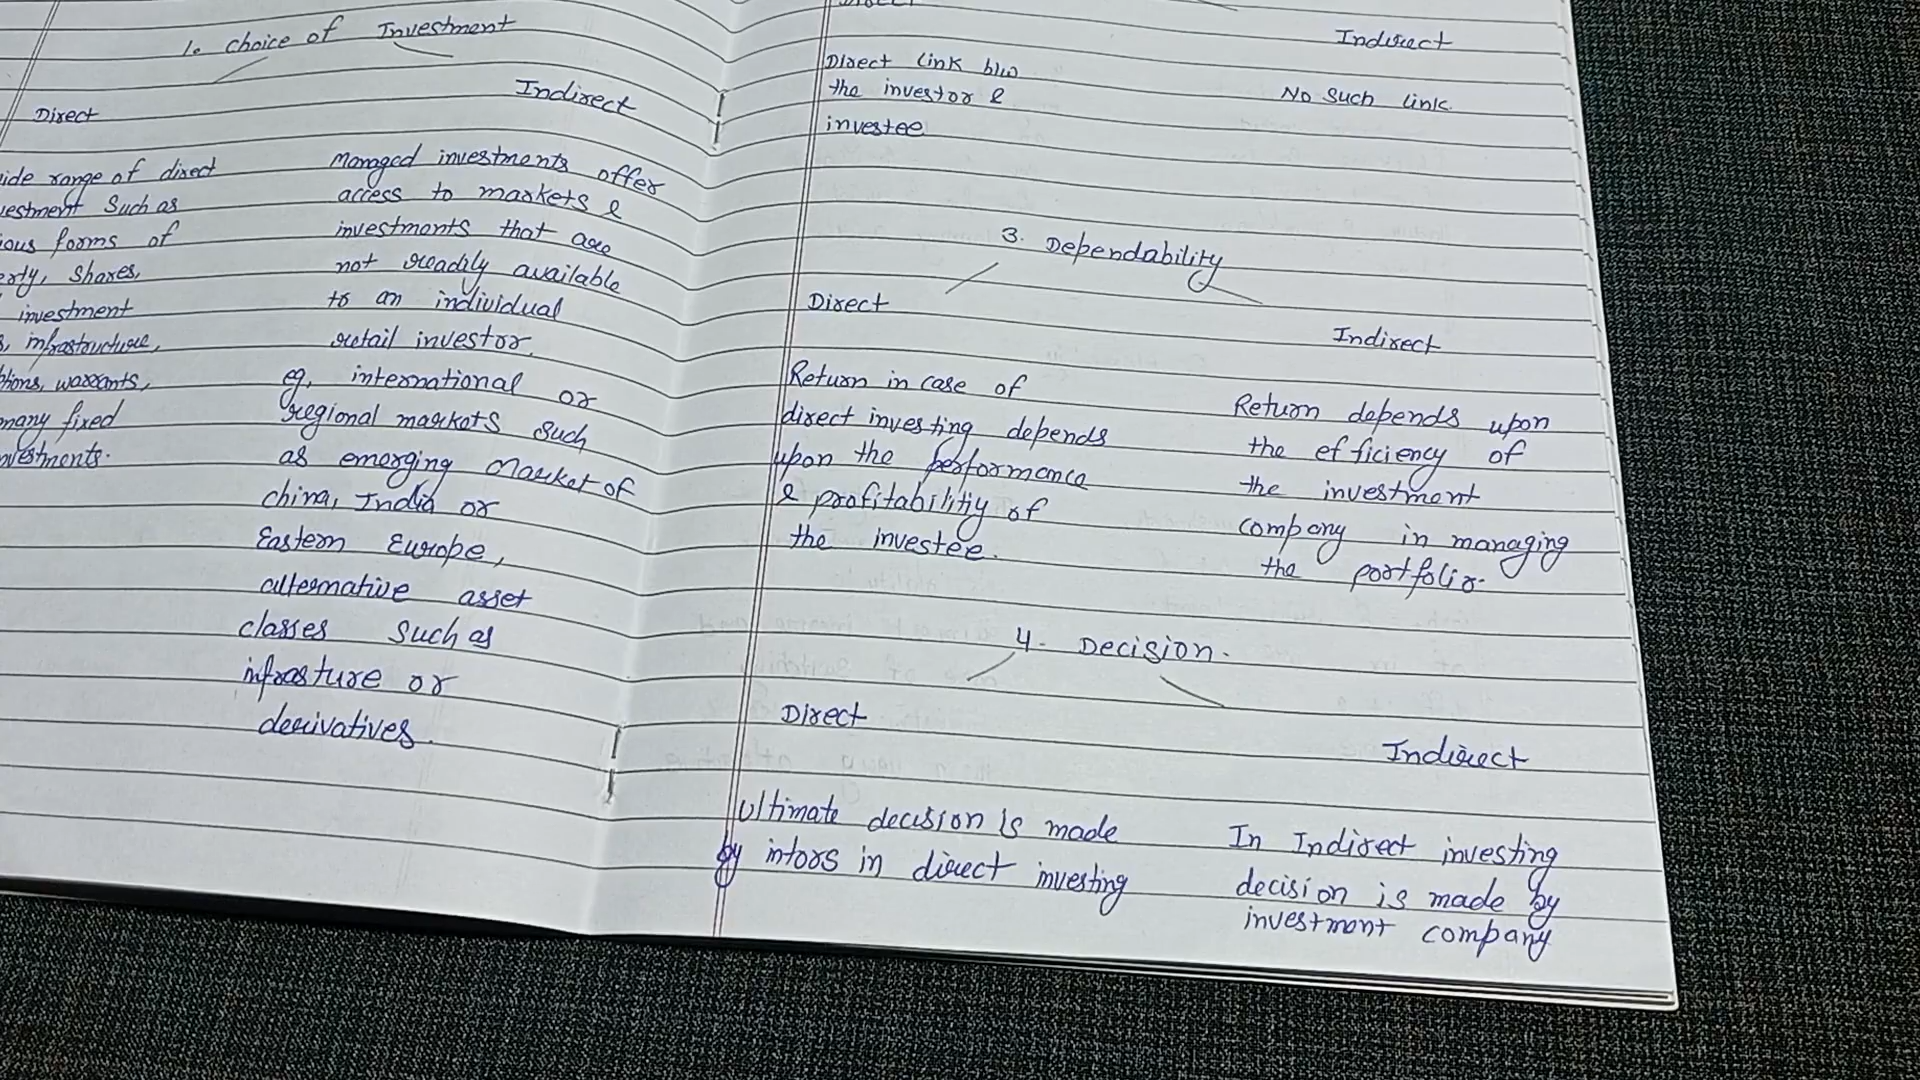 1. choice of Investment
Direct
Indirect
range of direct
Such as
forms of
shares,
investment
infrastructure,
warrants,
many fixed
Managed investments offer
access to markets &
investments that are
not readily available
to an individual
retail investor.
eg, international or
regional markets such
as emerging market of
china, India or
Eastern Europe,
alternative asset
classes such as
infrasture or
derivatives.
Indirect
Direct link b/w
the investor &
investee
No Such link
3. Dependability
Direct
Indirect
Return in case of
direct investing depends
upon the performance
& profitability of
the investee.
Return depends upon
the efficiency of
the investment
company in managing
the portfolio.
4. Decision.
Direct
Indirect
Ultimate decision is made
by intors in direct investing
In Indirect investing
decision is made by
investment company